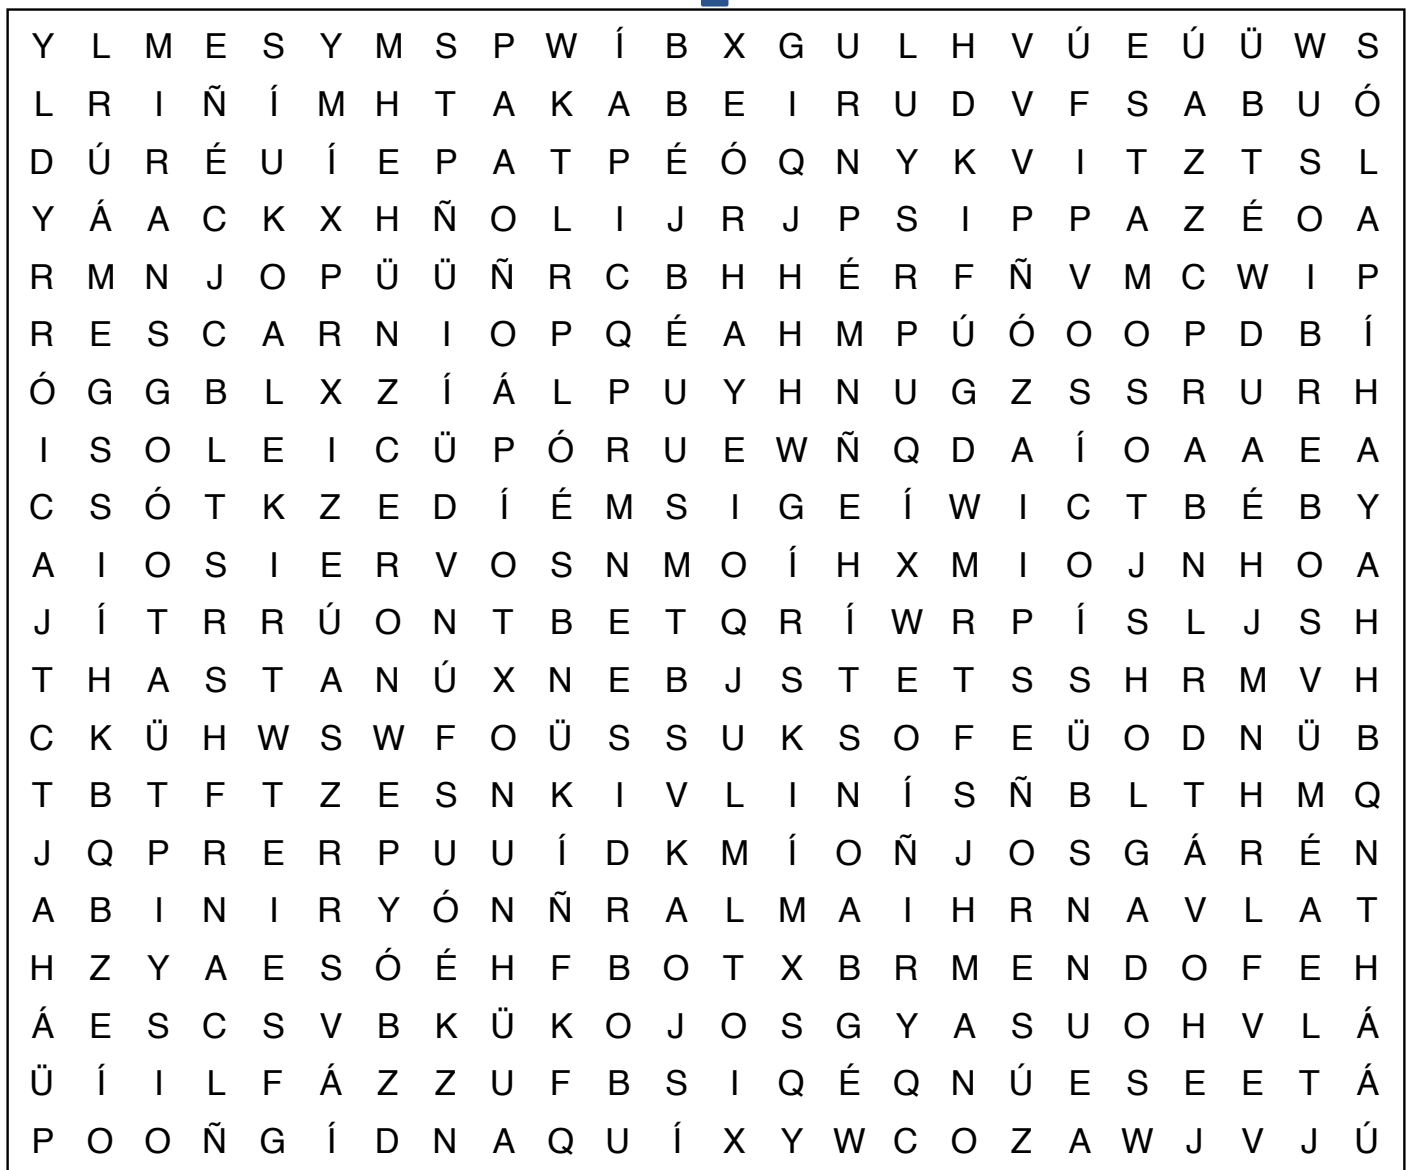 Y L M E S Y M S P W Í B X G U L H V Ú E Ú Ü W S
L R I Ñ Í M H T A K A B E I R U D V F S A B U Ó
D Ú R É U Í E P A T P É Ó Q N Y K V I T Z T S L
Y Á A C K X H Ñ O L I J R J P S I P P A Z É O A
R M N J O P Ü Ü Ñ R C B H H É R F Ñ V M C W I P
R E S C A R N I O P Q É A H M P Ú Ó O O P D B Í
Ó G G B L X Z Í Á L P U Y H N U G Z S S R U R H
I S O L E I C Ü P Ó R U E W Ñ Q D A Í O A A E A
C S Ó T K Z E D Í É M S I G E Í W I C T B É B Y
A I O S I E R V O S N M O Í H X M I O J N H O A
J Í T R R Ú O N T B E T Q R Í W R P Í S L J S H
T H A S T A N Ú X N E B J S T E T S S H R M V H
C K Ü H W S W F O Ü S S U K S O F E Ü O D N Ü B
T B T F T Z E S N K I V L I N Í S Ñ B L T H M Q
J Q P R E R P U U Í D K M Í O Ñ J O S G Á R É N
A B I N I R Y Ó N Ñ R A L M A I H R N A V L A T
H Z Y A E S Ó É H F B O T X B R M E N D O F E H
Á E S C S V B K Ü K O J O S G Y A S U O H V L Á
Ü Í I L F Á Z Z U F B S I Q É Q N Ú E S E E T Á
P O O Ñ G Í D N A Q U Í X Y W C O Z A W J V J Ú